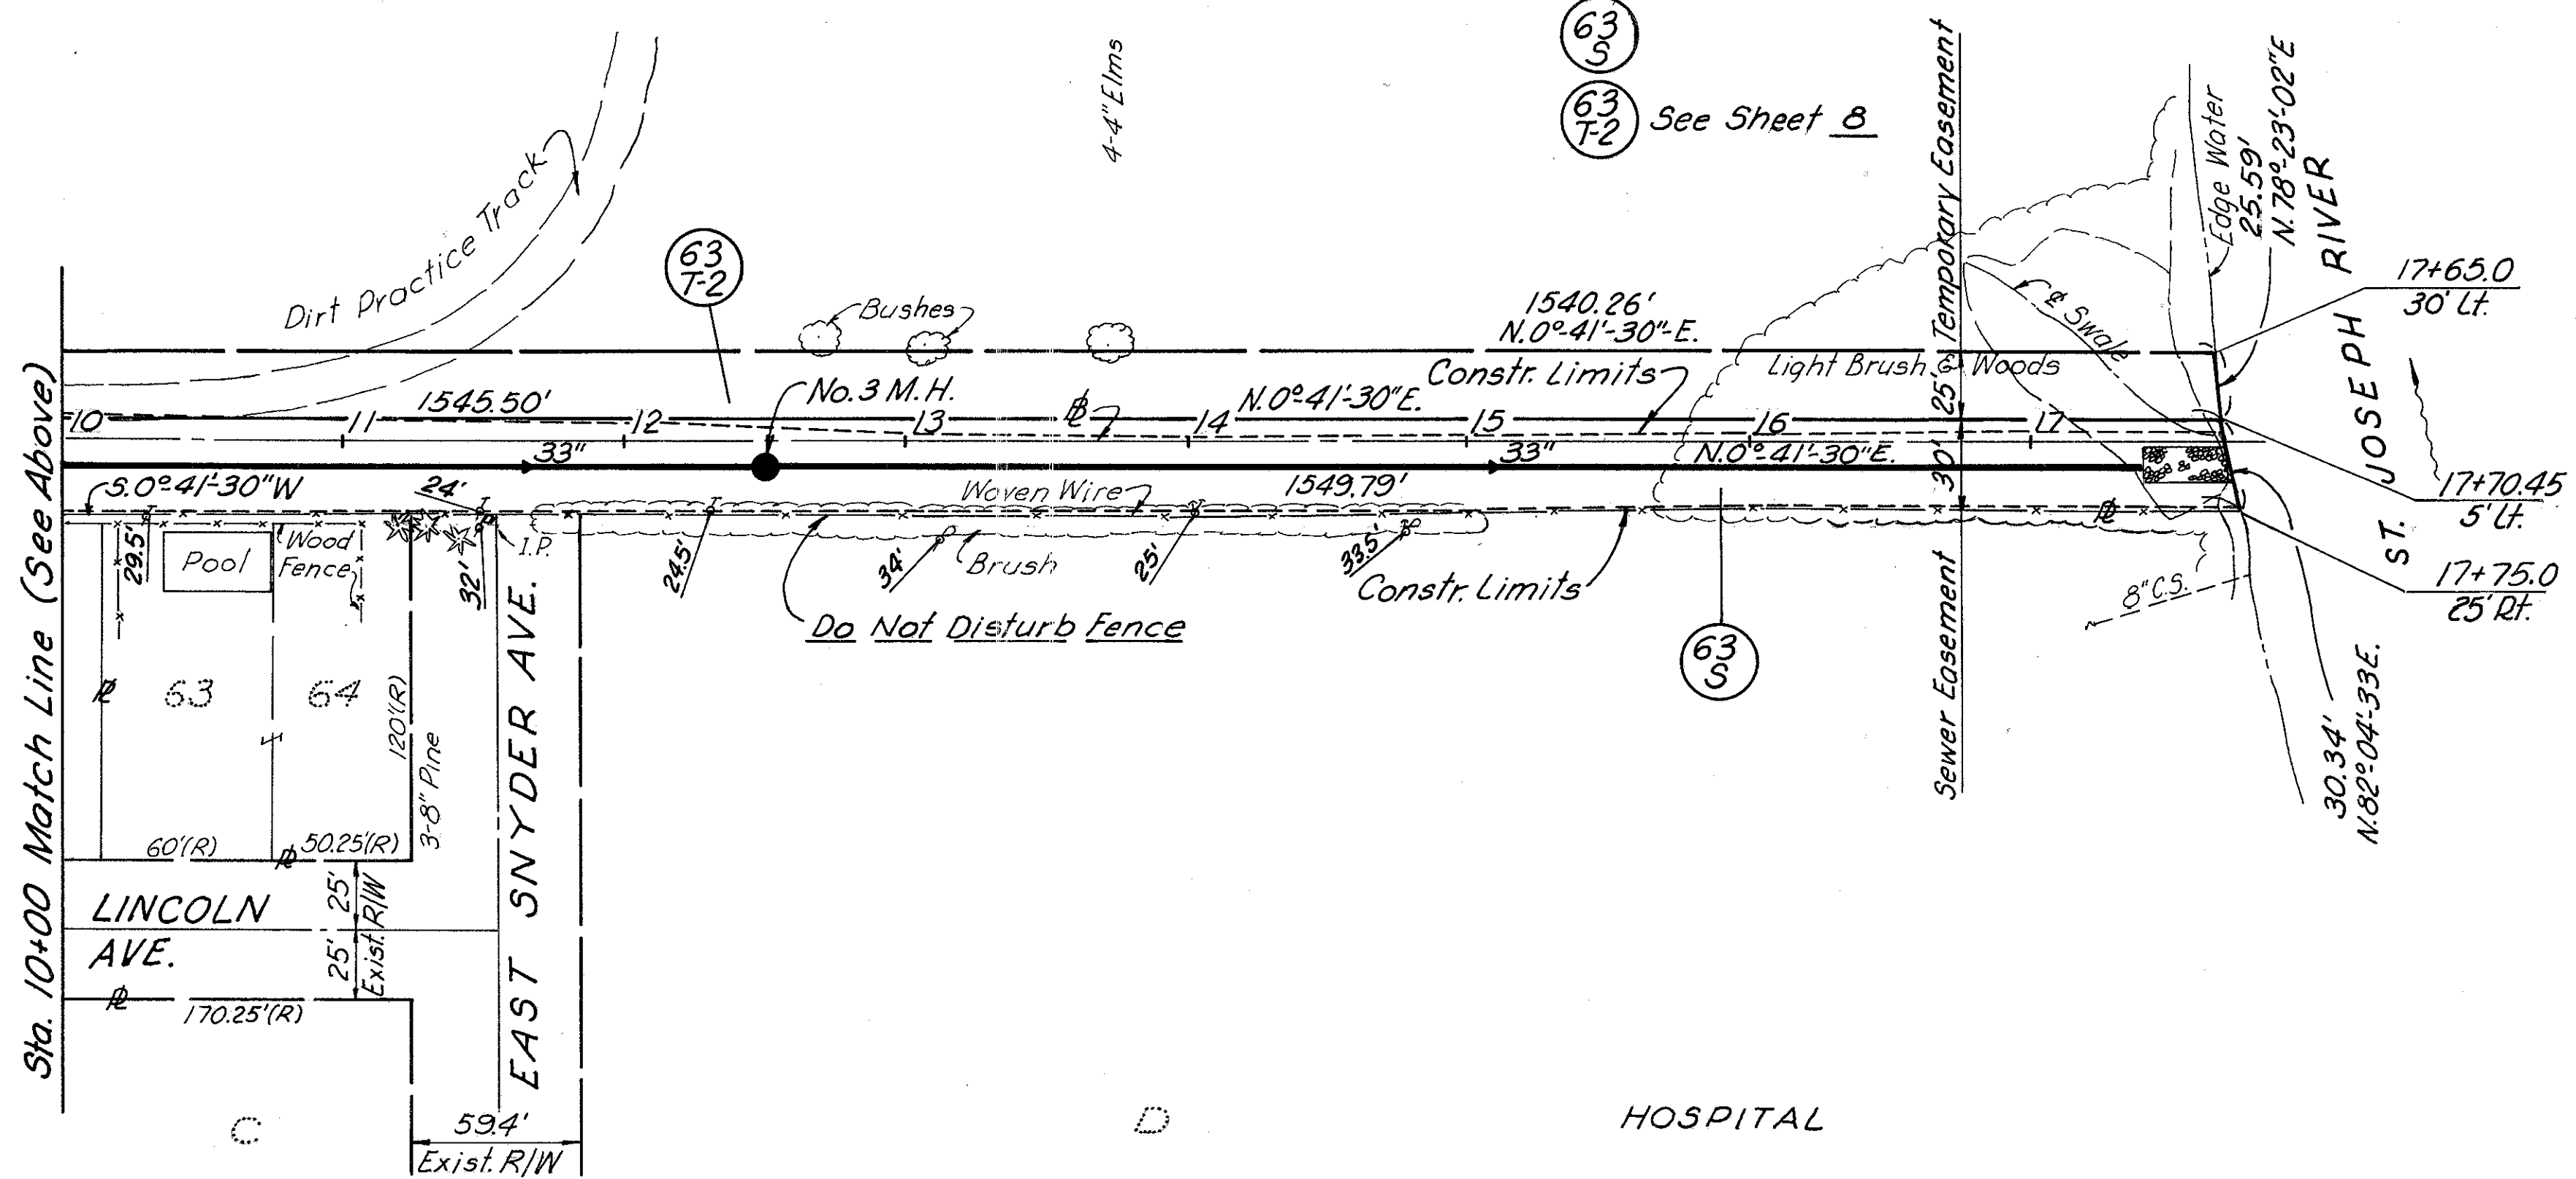 63
S
63
T-2
See Sheet 8
4-4"Elms
Temporary Easement
25'
Edge Water
25.59'
N.78°-23'-02"E
ST. JOSEPH RIVER
Dirt Practice Track
63
T-2
Bushes
1540.26'
N.0°-41'-30"-E.
℄ Swale
17+65.0
30' Lt.
Constr. Limits
Light Brush & Woods
No.3 M.H.
1545.50'
N.0°-41'-30"E.
10
11
12
13
14
15
16
17
33"
33"
N.0°-41'-30"E.
30'
S.0°-41'-30"W
24'
Woven Wire
1549.79'
17+70.45
5' Lt.
29.5'
Pool
Wood
Fence
32'
I.P.
24.5'
34'
Brush
25'
33.5'
Constr. Limits
Do Not Disturb Fence
8"C.S.
17+75.0
25' Rt.
63
S
Sewer Easement
30.34'
N.82°-04'-33E.
Sta. 10+00 Match Line (See Above)
63
64
120'(R)
3-8" Pine
EAST SNYDER AVE.
60'(R)
50.25'(R)
LINCOLN
AVE.
25'
25'
Exist. R/W
170.25'(R)
C
59.4'
Exist. R/W
D
HOSPITAL